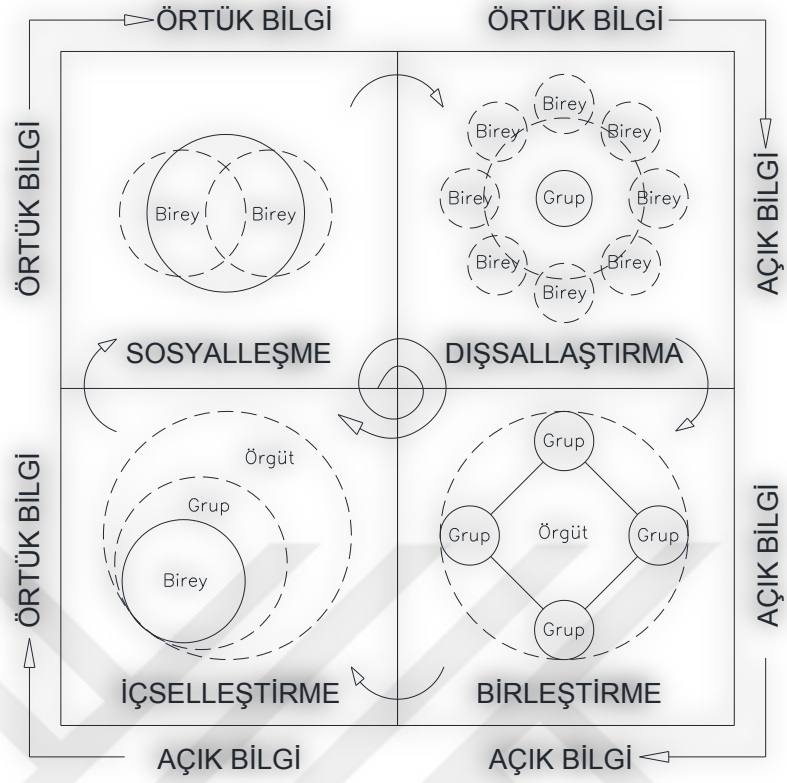 ÖRTÜK BİLGİ
ÖRTÜK BİLGİ
ÖRTÜK BİLGİ
AÇIK BİLGİ
Birey
Birey
SOSYALLEŞME
Birey
Birey
Birey
Birey
Grup
Birey
Birey
Birey
Birey
DIŞSALLAŞTIRMA
ÖRTÜK BİLGİ
Örgüt
Grup
Birey
İÇSELLEŞTİRME
Grup
Grup
Örgüt
Grup
Grup
BİRLEŞTİRME
AÇIK BİLGİ
AÇIK BİLGİ
AÇIK BİLGİ